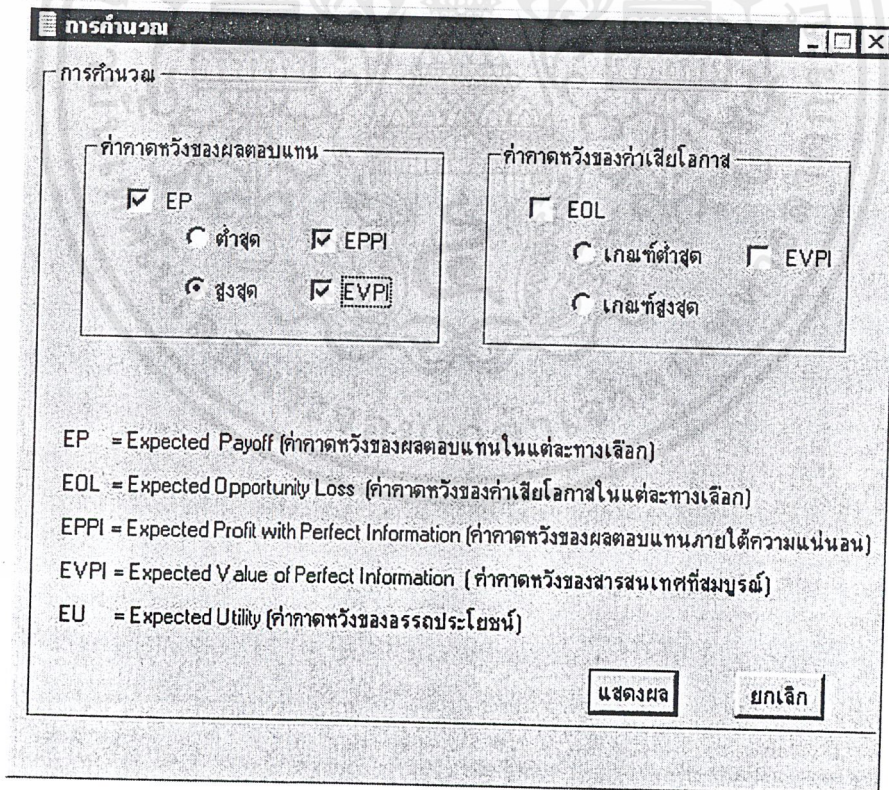 การคำนวณ
การคำนวณ
ค่าคาดหวังของผลตอบแทน
EP
ต่ำสุด
EPPI
สูงสุด
EVPI
ค่าคาดหวังของค่าเสียโอกาส
EOL
เกณฑ์ต่ำสุด
EVPI
เกณฑ์สูงสุด
EP = Expected Payoff (ค่าคาดหวังของผลตอบแทนในแต่ละทางเลือก)
EOL = Expected Opportunity Loss (ค่าคาดหวังของค่าเสียโอกาสในแต่ละทางเลือก)
EPPI = Expected Profit with Perfect Information (ค่าคาดหวังของผลตอบแทนภายใต้ความแน่นอน)
EVPI = Expected Value of Perfect Information (ค่าคาดหวังของสารสนเทศที่สมบูรณ์)
EU = Expected Utility (ค่าคาดหวังของอรรถประโยชน์)
แสดงผล
ยกเลิก